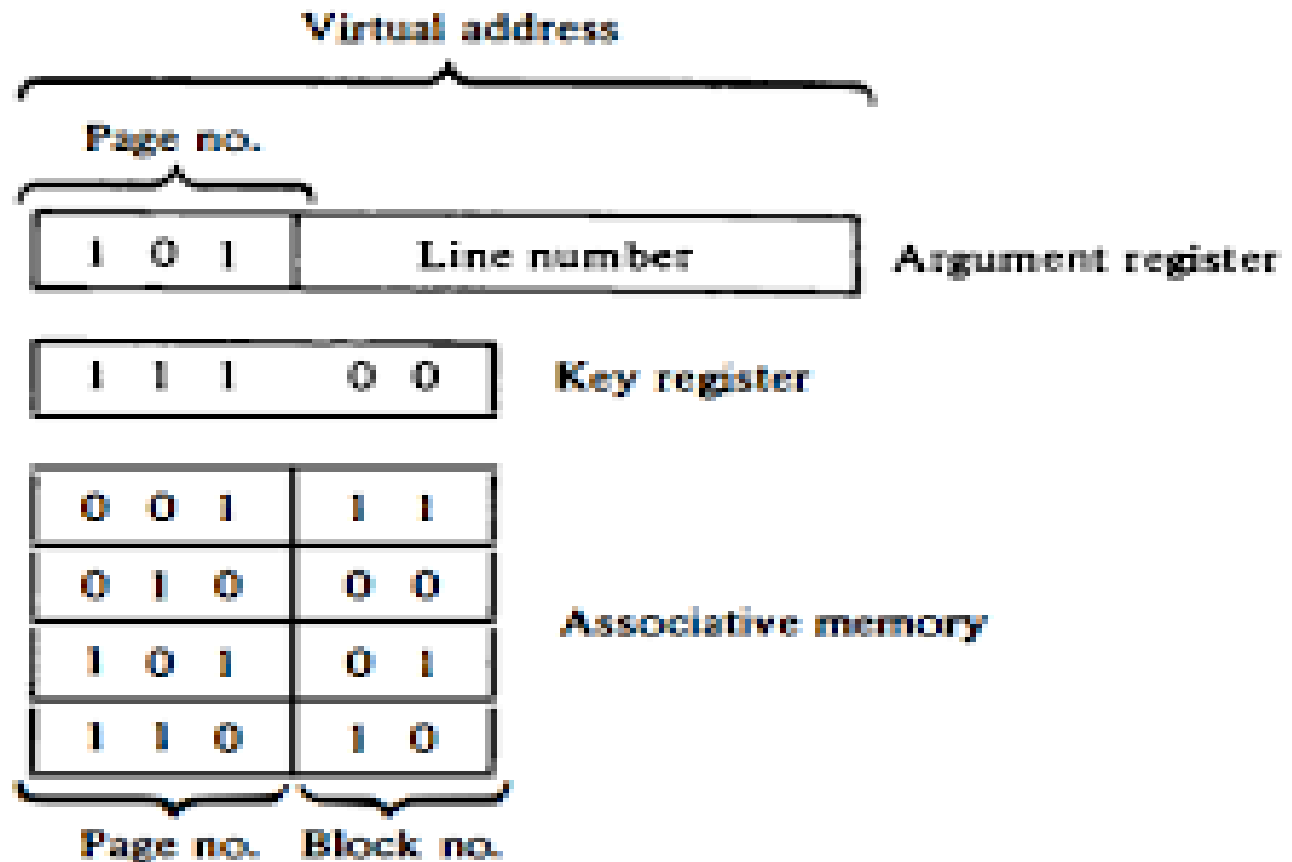 Virtual address
Page no.
1 0 1 Line number Argument register
1 1 1 0 0 Key register
0 0 1 1 1
0 1 0 0 0
Associative memory
1 0 1 0 1
1 1 0 1 0
Page no. Block no.